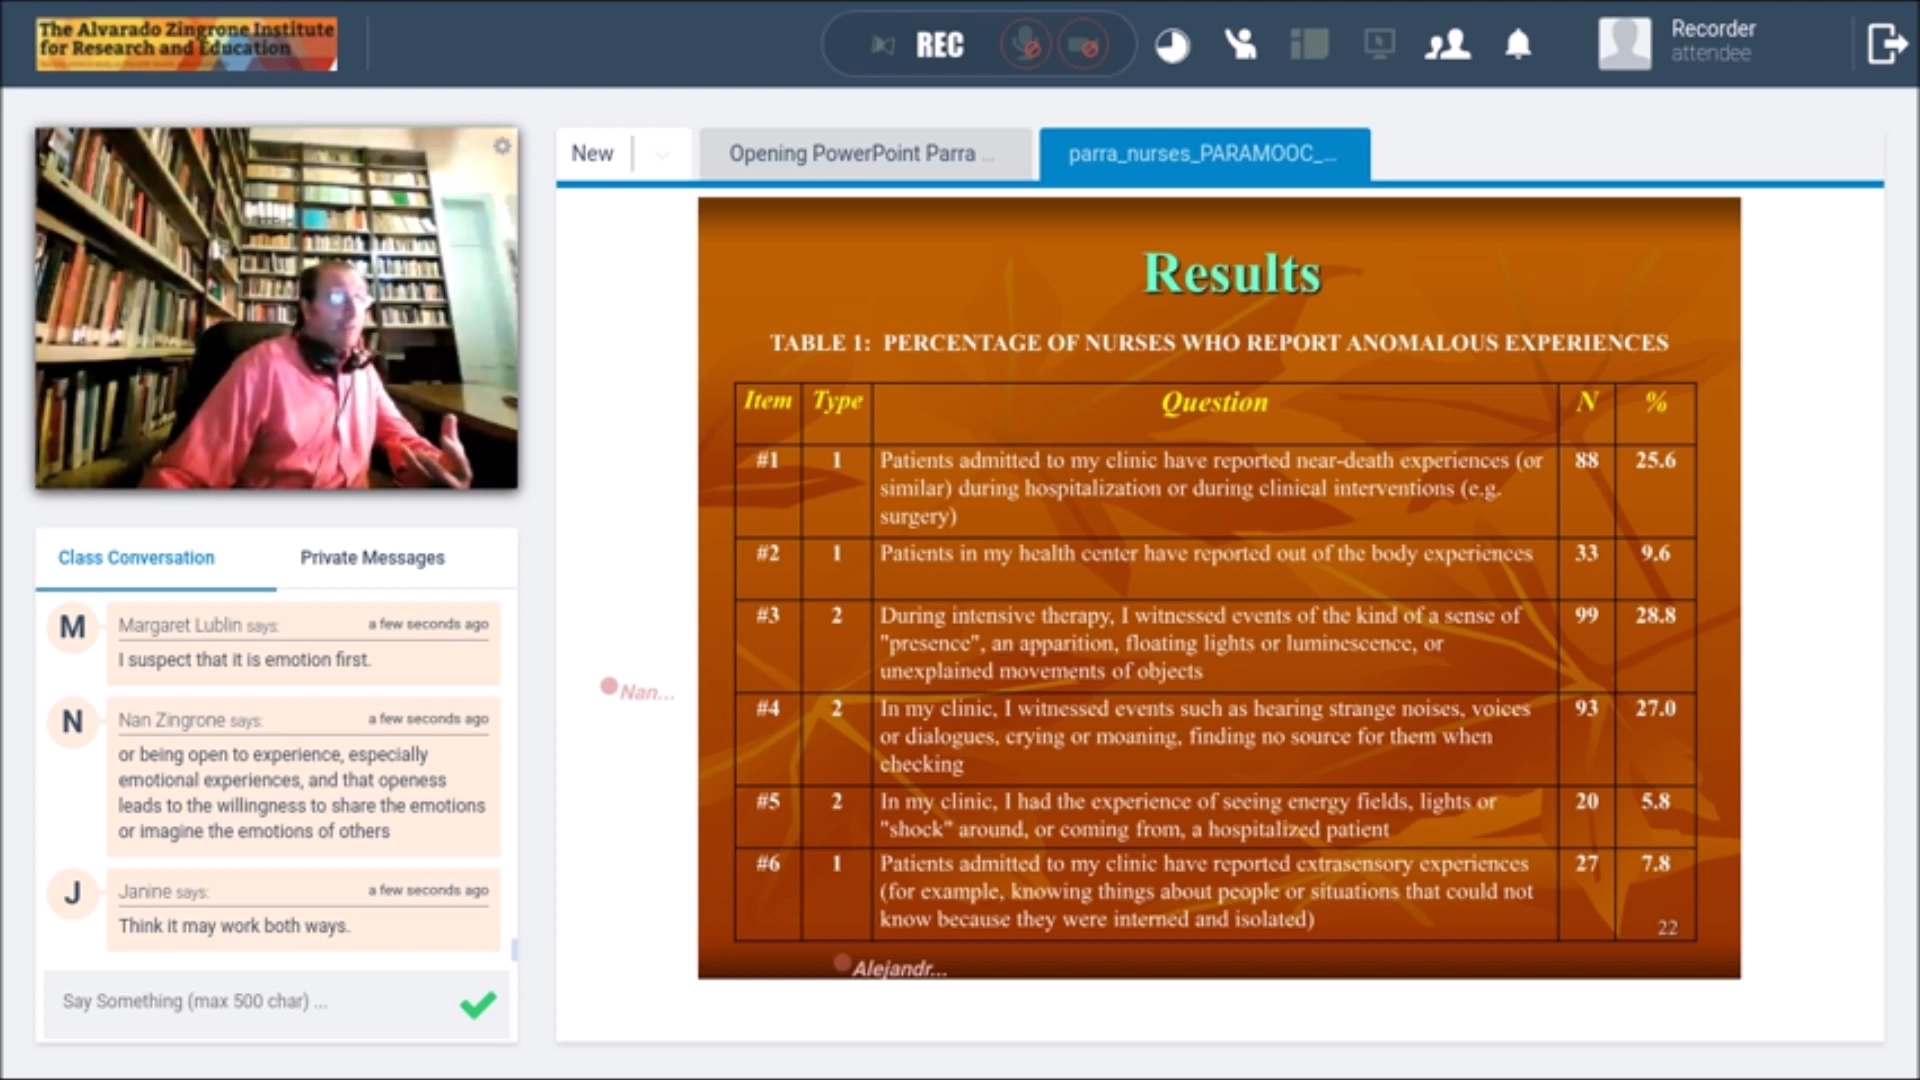 The Alvarado Zingrone Institute
for Research and Education
REC
Recorder
attendee
New
Opening PowerPoint Parra ...
parra_nurses_PARAMOOC_...
Class Conversation
Private Messages
M
Margaret Lublin says:
a few seconds ago
I suspect that it is emotion first.
N
Nan Zingrone says:
a few seconds ago
or being open to experience, especially
emotional experiences, and that openess
leads to the willingness to share the emotions
or imagine the emotions of others
J
Janine says:
a few seconds ago
Think it may work both ways.
Say Something (max 500 char) ...
Nan...
Results
TABLE 1: PERCENTAGE OF NURSES WHO REPORT ANOMALOUS EXPERIENCES
Item Type Question N %
#1 1 Patients admitted to my clinic have reported near-death experiences (or 88 25.6
similar) during hospitalization or during clinical interventions (e.g.
surgery)
#2 1 Patients in my health center have reported out of the body experiences 33 9.6
#3 2 During intensive therapy, I witnessed events of the kind of a sense of 99 28.8
"presence", an apparition, floating lights or luminescence, or
unexplained movements of objects
#4 2 In my clinic, I witnessed events such as hearing strange noises, voices 93 27.0
or dialogues, crying or moaning, finding no source for them when
checking
#5 2 In my clinic, I had the experience of seeing energy fields, lights or 20 5.8
"shock" around, or coming from, a hospitalized patient
#6 1 Patients admitted to my clinic have reported extrasensory experiences 27 7.8
(for example, knowing things about people or situations that could not
know because they were interned and isolated)
22
Alejandr...